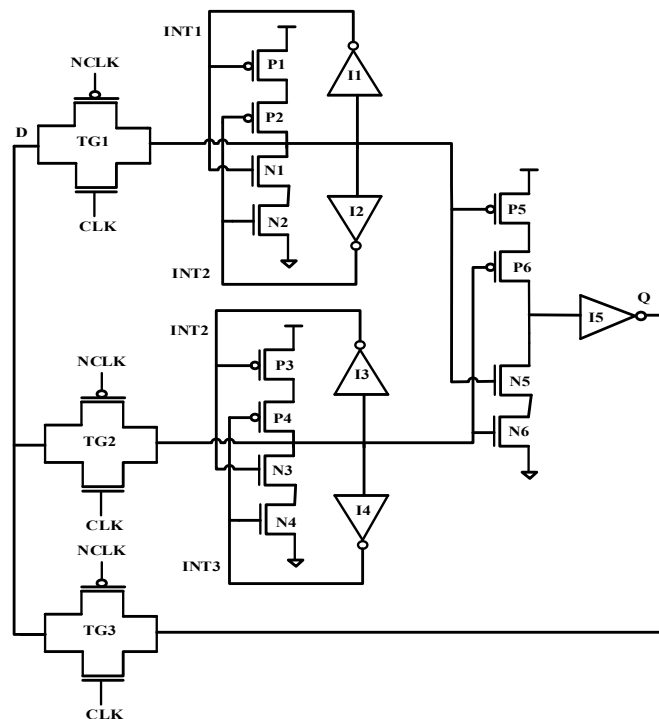 INT1
NCLK
P1
I1
D
P2
TG1
N1
P5
I2
CLK
N2
P6
INT2
Q
INT2
I5
P3
I3
NCLK
N5
P4
TG2
N3
N6
I4
N4
CLK
INT3
NCLK
TG3
CLK